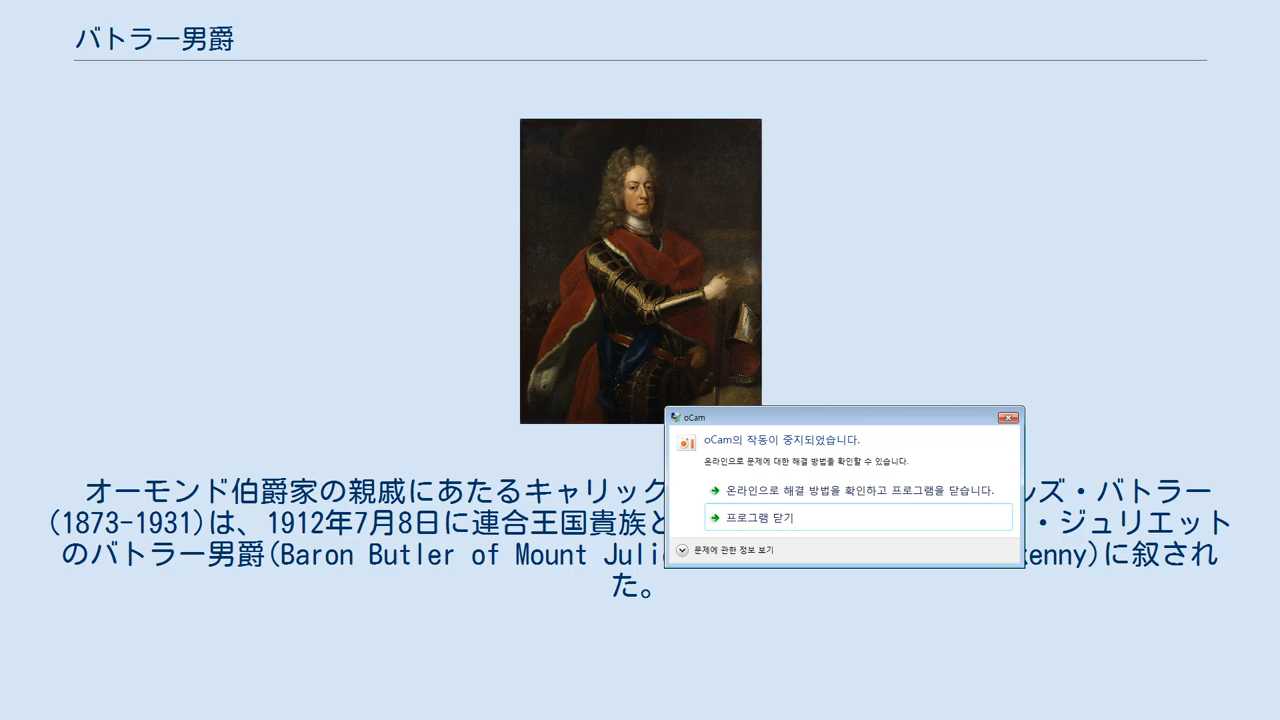 バトラー男爵
オーモンド伯爵家の親戚にあたるキャリック
ルズ・バトラー
(1873-1931)は、1912年7月8日に連合王国貴族と
・ジュリエット
のバトラー男爵(Baron Butler of Mount Juli
kenny)に叙され
た。
oCam
oCam의 작동이 중지되었습니다.
온라인으로 문제에 대한 해결 방법을 확인할 수 있습니다.
온라인으로 해결 방법을 확인하고 프로그램을 닫습니다.
프로그램 닫기
문제에 관한 정보 보기